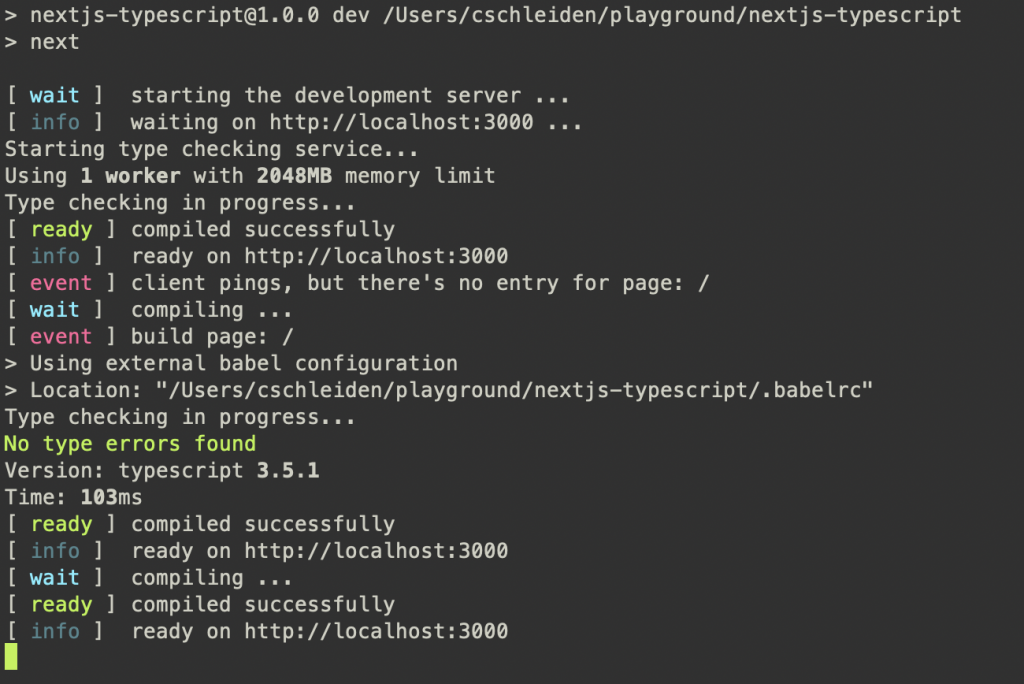 > nextjs-typescript@1.0.0 dev /Users/cschleiden/playground/nextjs-typescript
> next
[ wait ]  starting the development server ...
[ info ]  waiting on http://localhost:3000 ...
Starting type checking service...
Using 1 worker with 2048MB memory limit
Type checking in progress...
[ ready ] compiled successfully
[ info ]  ready on http://localhost:3000
[ event ] client pings, but there's no entry for page: /
[ wait ]  compiling ...
[ event ] build page: /
> Using external babel configuration
> Location: "/Users/cschleiden/playground/nextjs-typescript/.babelrc"
Type checking in progress...
No type errors found
Version: typescript 3.5.1
Time: 103ms
[ ready ] compiled successfully
[ info ]  ready on http://localhost:3000
[ wait ]  compiling ...
[ ready ] compiled successfully
[ info ]  ready on http://localhost:3000